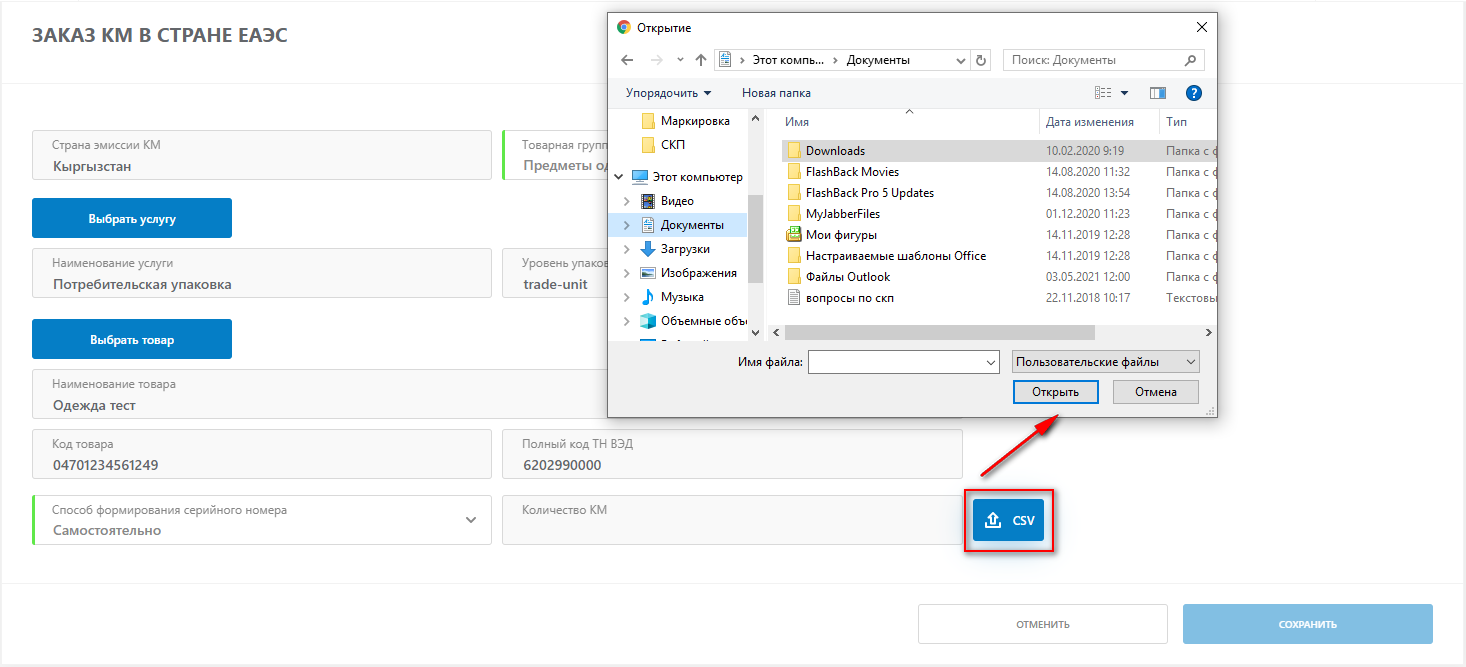 ЗАКАЗ КМ В СТРАНЕ ЕАЭС
Страна эмиссии КМ
Кыргызстан
Товарная групп
Предметы од
Выбрать услугу
Наименование услуги
Потребительская упаковка
Уровень упаков
trade-unit
Выбрать товар
Наименование товара
Одежда тест
Код товара
04701234561249
Полный код ТН ВЭД
6202990000
Способ формирования серийного номера
Самостоятельно
Количество КМ
CSV
ОТМЕНИТЬ
СОХРАНИТЬ
Открытие
Этот компь... Документы
Поиск: Документы
Упорядочить
Новая папка
?
Маркировка
СКП
Этот компьютер
Видео
Документы
Загрузки
Изображения
Музыка
Объемные объ
Имя Дата изменения Тип
Downloads 10.02.2020 9:19 Папка с ф
FlashBack Movies 14.08.2020 11:32 Папка с ф
FlashBack Pro 5 Updates 14.08.2020 13:54 Папка с ф
MyJabberFiles 01.12.2020 11:23 Папка с ф
Мои фигуры 14.11.2019 12:28 Папка с ф
Настраиваемые шаблоны Office 14.11.2019 12:28 Папка с ф
Файлы Outlook 03.05.2021 12:00 Папка с ф
вопросы по скп 22.11.2018 10:17 Текстовы
Имя файла:
Пользовательские файлы
Открыть
Отмена